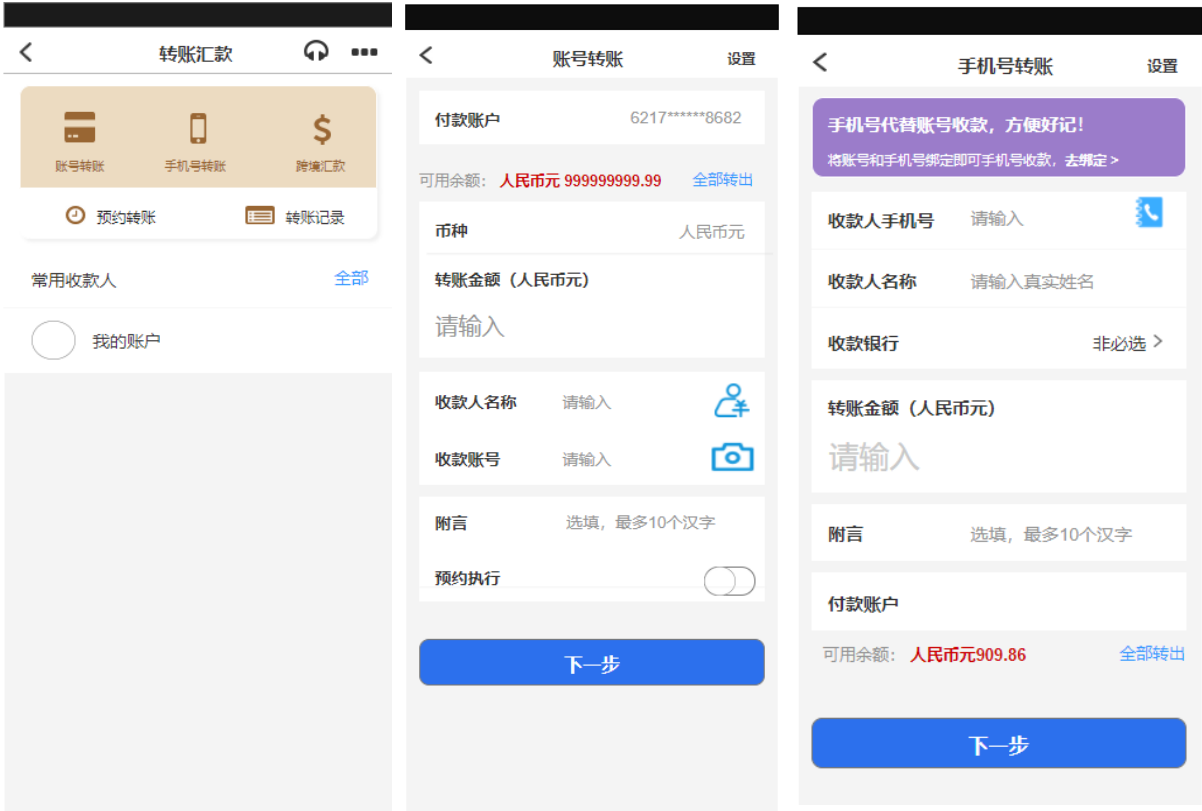 转账汇款
账号转账
手机号转账
跨境汇款
预约转账
转账记录
常用收款人
全部
我的账户
账号转账
设置
付款账户
6217******8682
可用余额：人民币元 999999999.99
全部转出
币种
人民币元
转账金额（人民币元）
请输入
收款人名称
请输入
收款账号
请输入
附言
选填，最多10个汉字
预约执行
下一步
手机号转账
设置
手机号代替账号收款，方便好记！
将账号和手机号绑定即可手机号收款，去绑定 >
收款人手机号
请输入
收款人名称
请输入真实姓名
收款银行
非必选
转账金额（人民币元）
请输入
附言
选填，最多10个汉字
付款账户
可用余额：人民币元909.86
全部转出
下一步